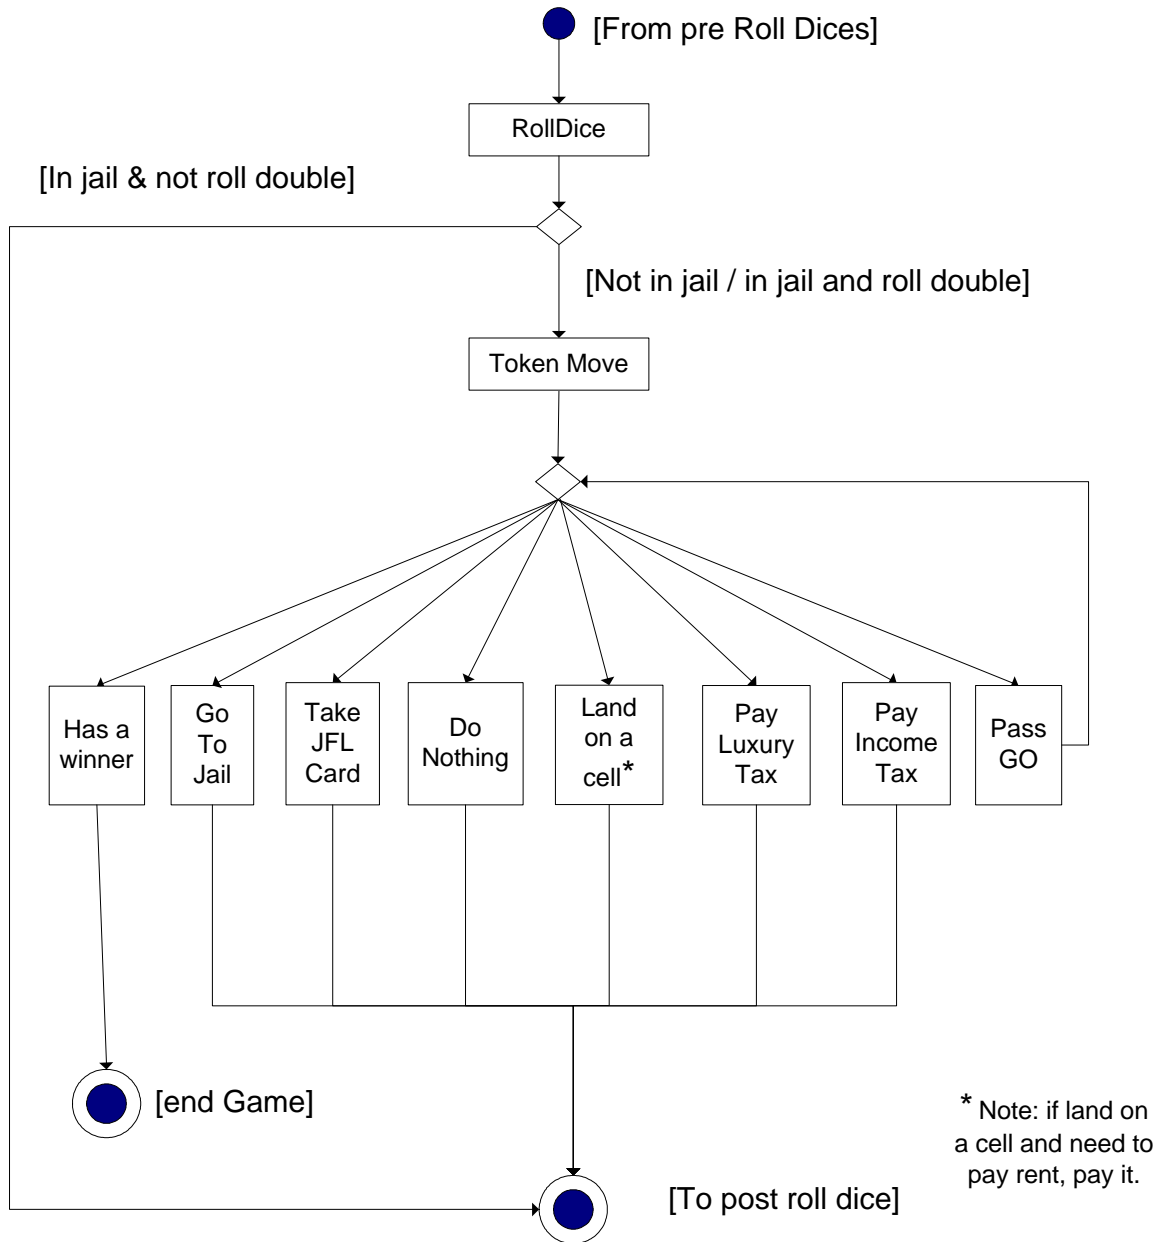 [From pre Roll Dices]
RollDice
[In jail & not roll double]
[Not in jail / in jail and roll double]
Token Move
Has a
winner
Go
To
Jail
Take
JFL
Card
Do
Nothing
Land
on a
cell*
Pay
Luxury
Tax
Pay
Income
Tax
Pass
GO
[end Game]
* Note: if land on
a cell and need to
pay rent, pay it.
[To post roll dice]